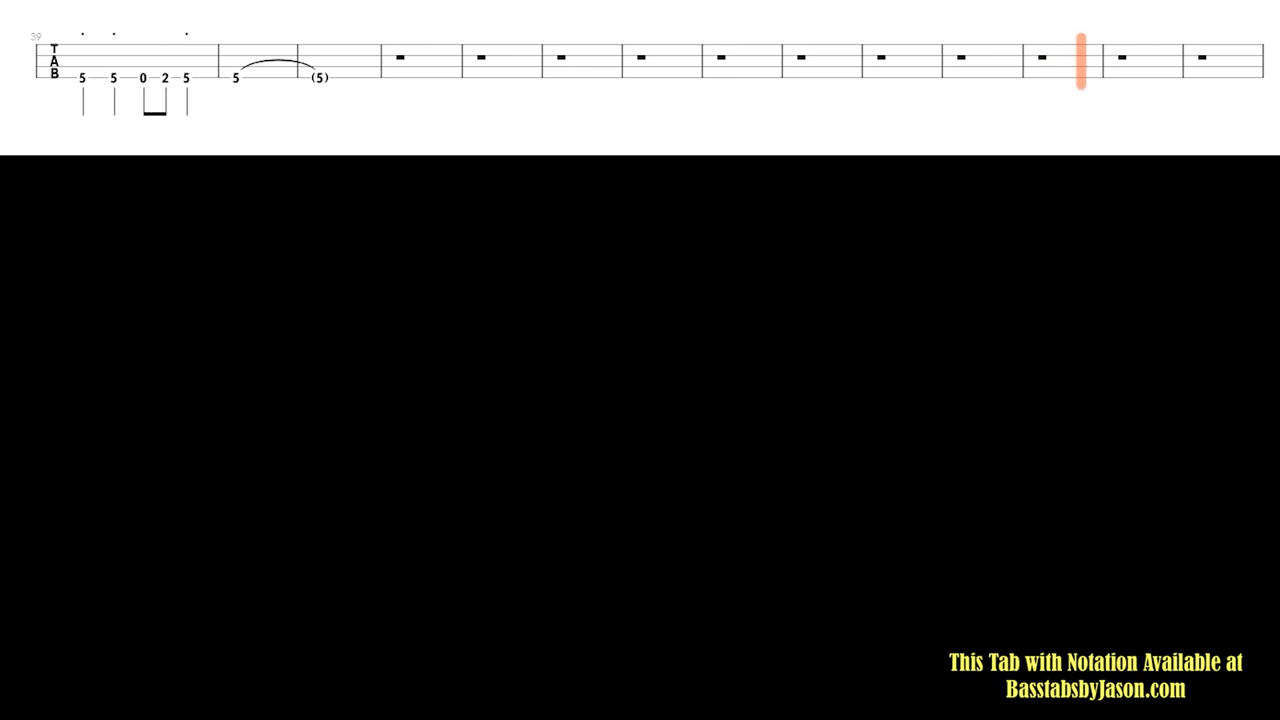 39
T
A
B
5 5 0 2 5 5 (5)
This Tab with Notation Available at
BasstabsbyJason.com